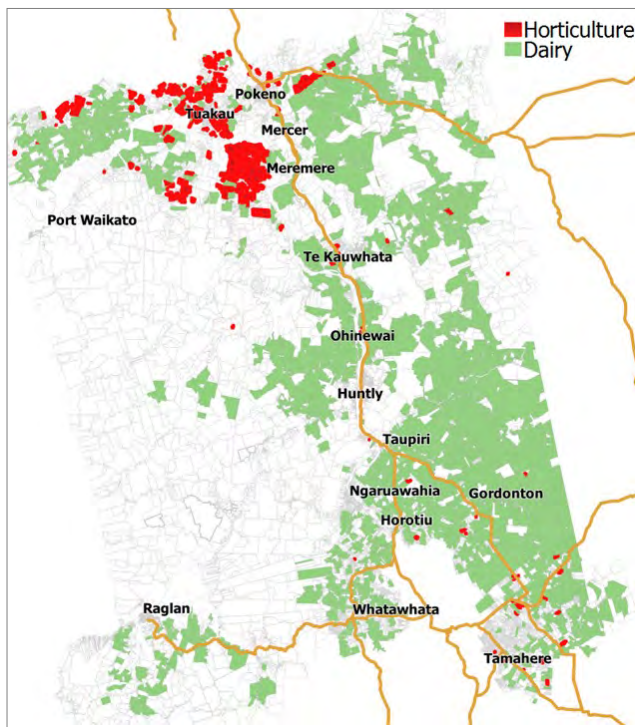 Horticulture
Dairy
Pokeno
Tuakau
Mercer
Meremere
Port Waikato
Te Kauwhata
Ohinewai
Huntly
Taupiri
Ngaruawahia
Gordonton
Horotiu
Raglan
Whatawhata
Tamahere